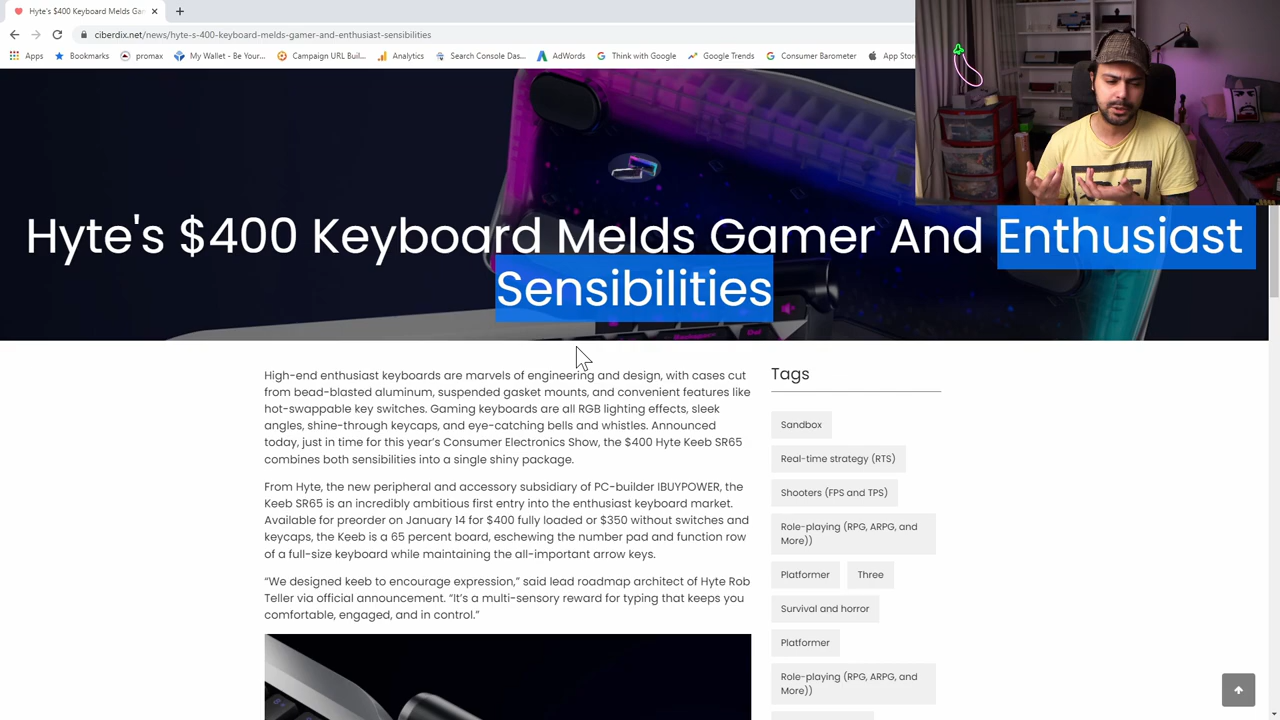 Hyte's $400 Keyboard Melds Ga
ciberdix.net/news/hyte-s-400-keyboard-melds-gamer-and-enthusiast-sensibilities
Apps Bookmarks promax My Wallet - Be Your... Campaign URL Buil... Analytics Search Console Das... AdWords Think with Google Google Trends Consumer Barometer App Store
Hyte's $400 Keyboard Melds Gamer And Enthusiast
Sensibilities
High-end enthusiast keyboards are marvels of engineering and design, with cases cut
from bead-blasted aluminum, suspended gasket mounts, and convenient features like
hot-swappable key switches. Gaming keyboards are all RGB lighting effects, sleek
angles, shine-through keycaps, and eye-catching bells and whistles. Announced
today, just in time for this year's Consumer Electronics Show, the $400 Hyte Keeb SR65
combines both sensibilities into a single shiny package.
From Hyte, the new peripheral and accessory subsidiary of PC-builder IBUYPOWER, the
Keeb SR65 is an incredibly ambitious first entry into the enthusiast keyboard market.
Available for preorder on January 14 for $400 fully loaded or $350 without switches and
keycaps, the Keeb is a 65 percent board, eschewing the number pad and function row
of a full-size keyboard while maintaining the all-important arrow keys.
“We designed keeb to encourage expression,” said lead roadmap architect of Hyte Rob
Teller via official announcement. “It's a multi-sensory reward for typing that keeps you
comfortable, engaged, and in control.”
Tags
Sandbox
Real-time strategy (RTS)
Shooters (FPS and TPS)
Role-playing (RPG, ARPG, and
More))
Platformer Three
Survival and horror
Platformer
Role-playing (RPG, ARPG, and
More))